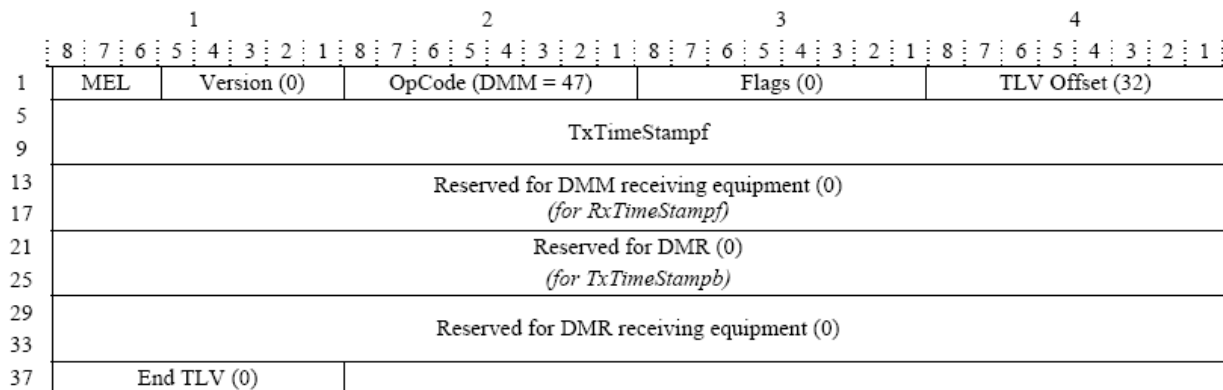 1 2 3 4
8 7 6 5 4 3 2 1 8 7 6 5 4 3 2 1 8 7 6 5 4 3 2 1 8 7 6 5 4 3 2 1
1 MEL Version (0) OpCode (DMM = 47) Flags (0) TLV Offset (32)
5
TxTimeStampf
9
13 Reserved for DMM receiving equipment (0)
17 (for RxTimeStampf)
21 Reserved for DMR (0)
25 (for TxTimeStampb)
29
Reserved for DMR receiving equipment (0)
33
37 End TLV (0)